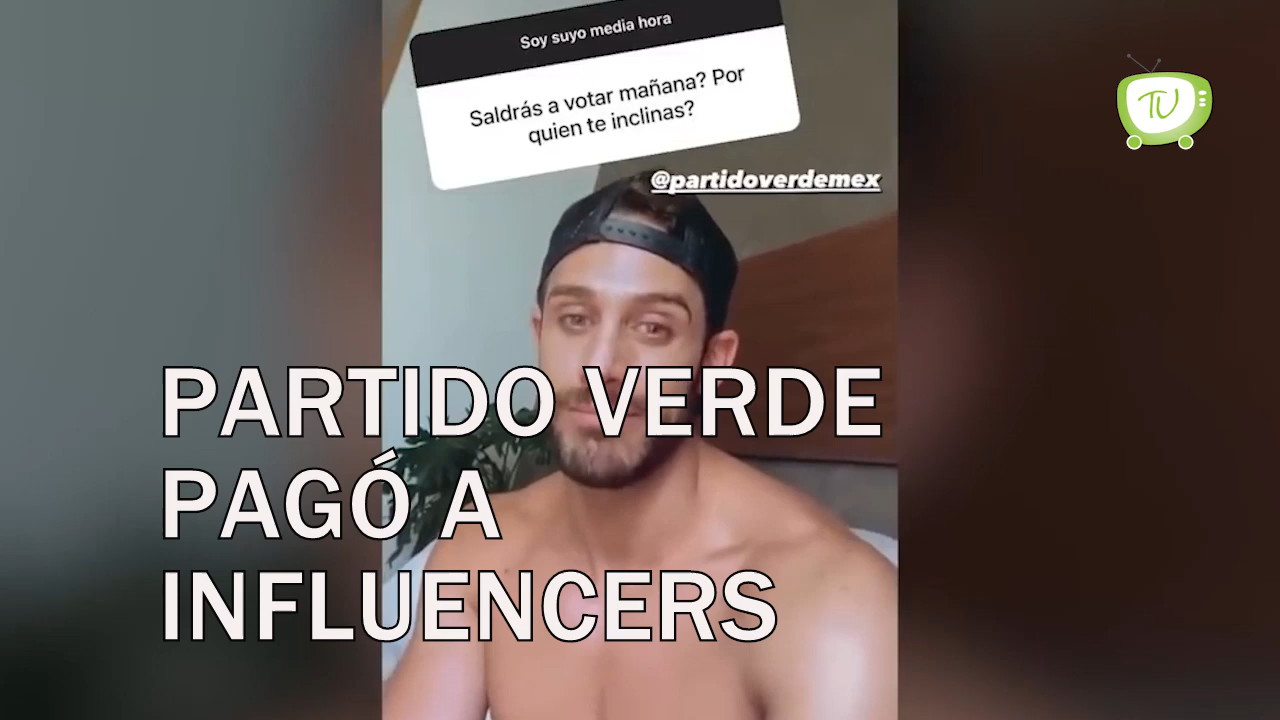 Soy suyo media hora
Saldrás a votar mañana? Por
quien te inclinas?
@partidoverdemex
TV
PARTIDO VERDE
PAGÓ A
INFLUENCERS